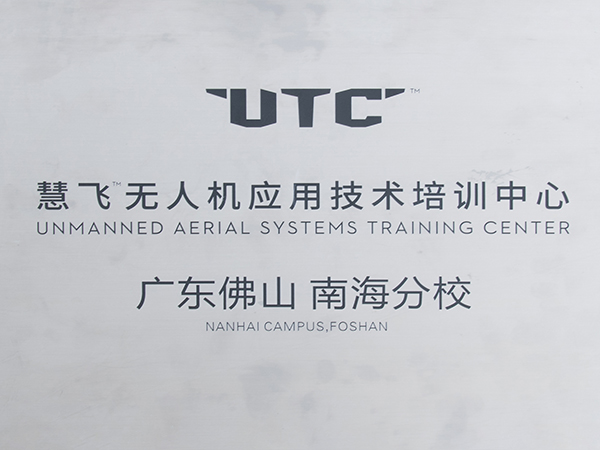 UTC™
慧飞™无人机应用技术培训中心
UNMANNED AERIAL SYSTEMS TRAINING CENTER
广东佛山 南海分校
NANHAI CAMPUS,FOSHAN